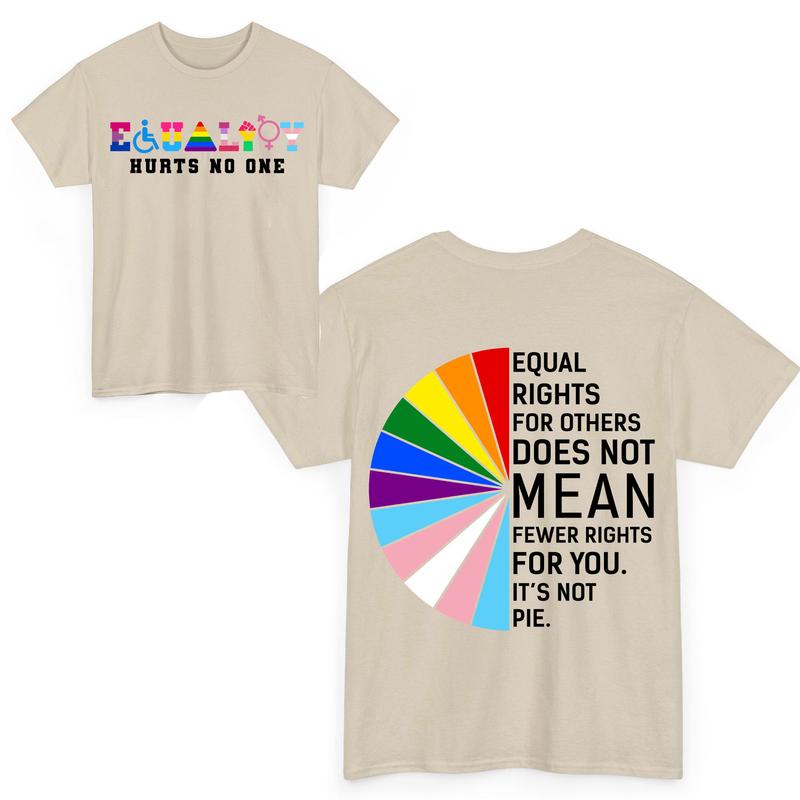 EQUALITY
HURTS NO ONE
EQUAL
RIGHTS
FOR OTHERS
DOES NOT
MEAN
FEWER RIGHTS
FOR YOU.
IT'S NOT
PIE.